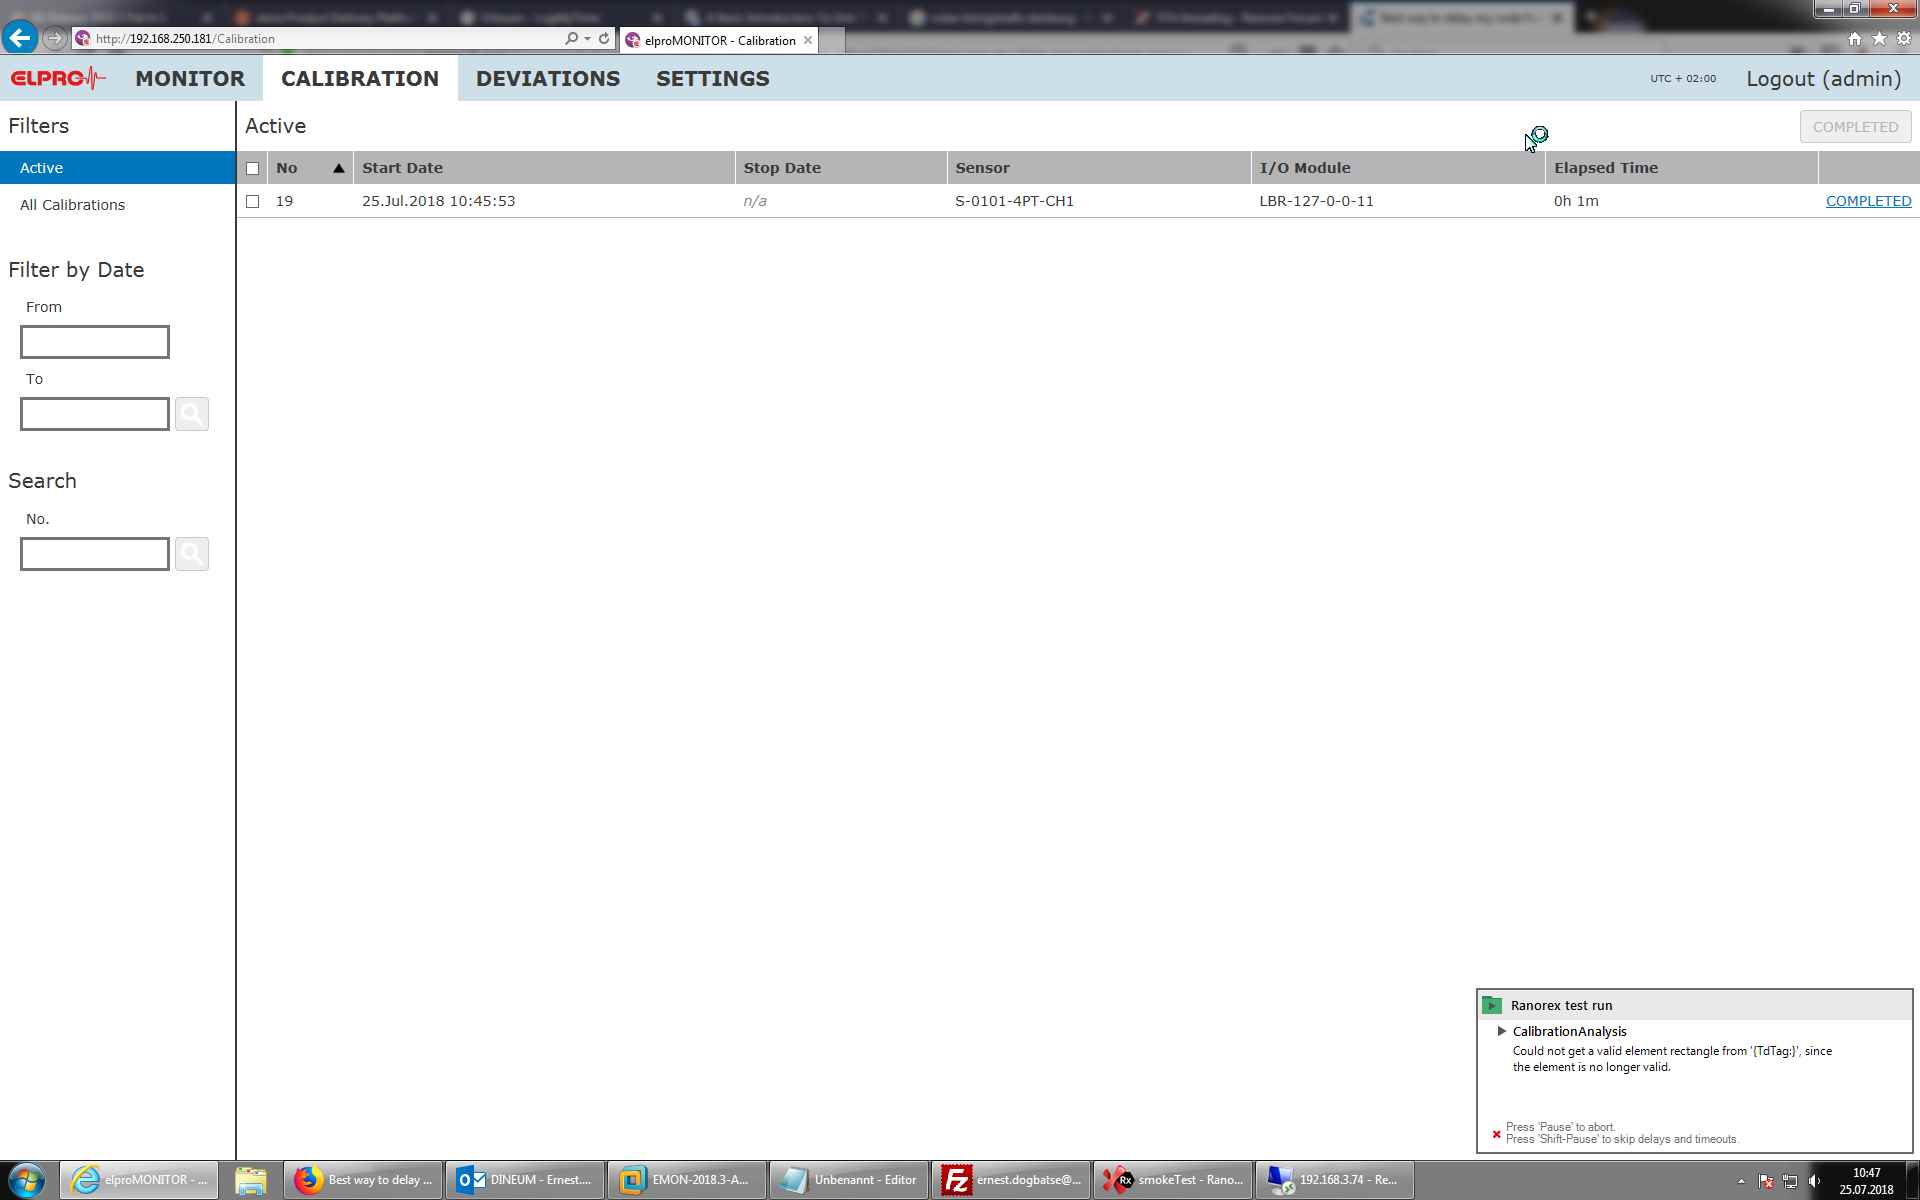 http://192.168.250.181/Calibration
elproMONITOR - Calibration
ELPRO MONITOR CALIBRATION DEVIATIONS SETTINGS UTC + 02:00 Logout (admin)
Filters
Active
All Calibrations
Filter by Date
From
To
Search
No.
Active COMPLETED
No Start Date Stop Date Sensor I/O Module Elapsed Time
19 25.Jul.2018 10:45:53 n/a S-0101-4PT-CH1 LBR-127-0-0-11 0h 1m COMPLETED
Ranorex test run
CalibrationAnalysis
Could not get a valid element rectangle from '{TdTag:}', since
the element is no longer valid.
Press 'Pause' to abort.
Press 'Shift-Pause' to skip delays and timeouts.
elproMONITOR - ... Best way to delay ... DINEUM - Ernest.... EMON-2018.3-A... Unbenannt - Editor ernest.dogbatse@... smokeTest - Rano... 192.168.3.74 - Re...
10:47
25.07.2018